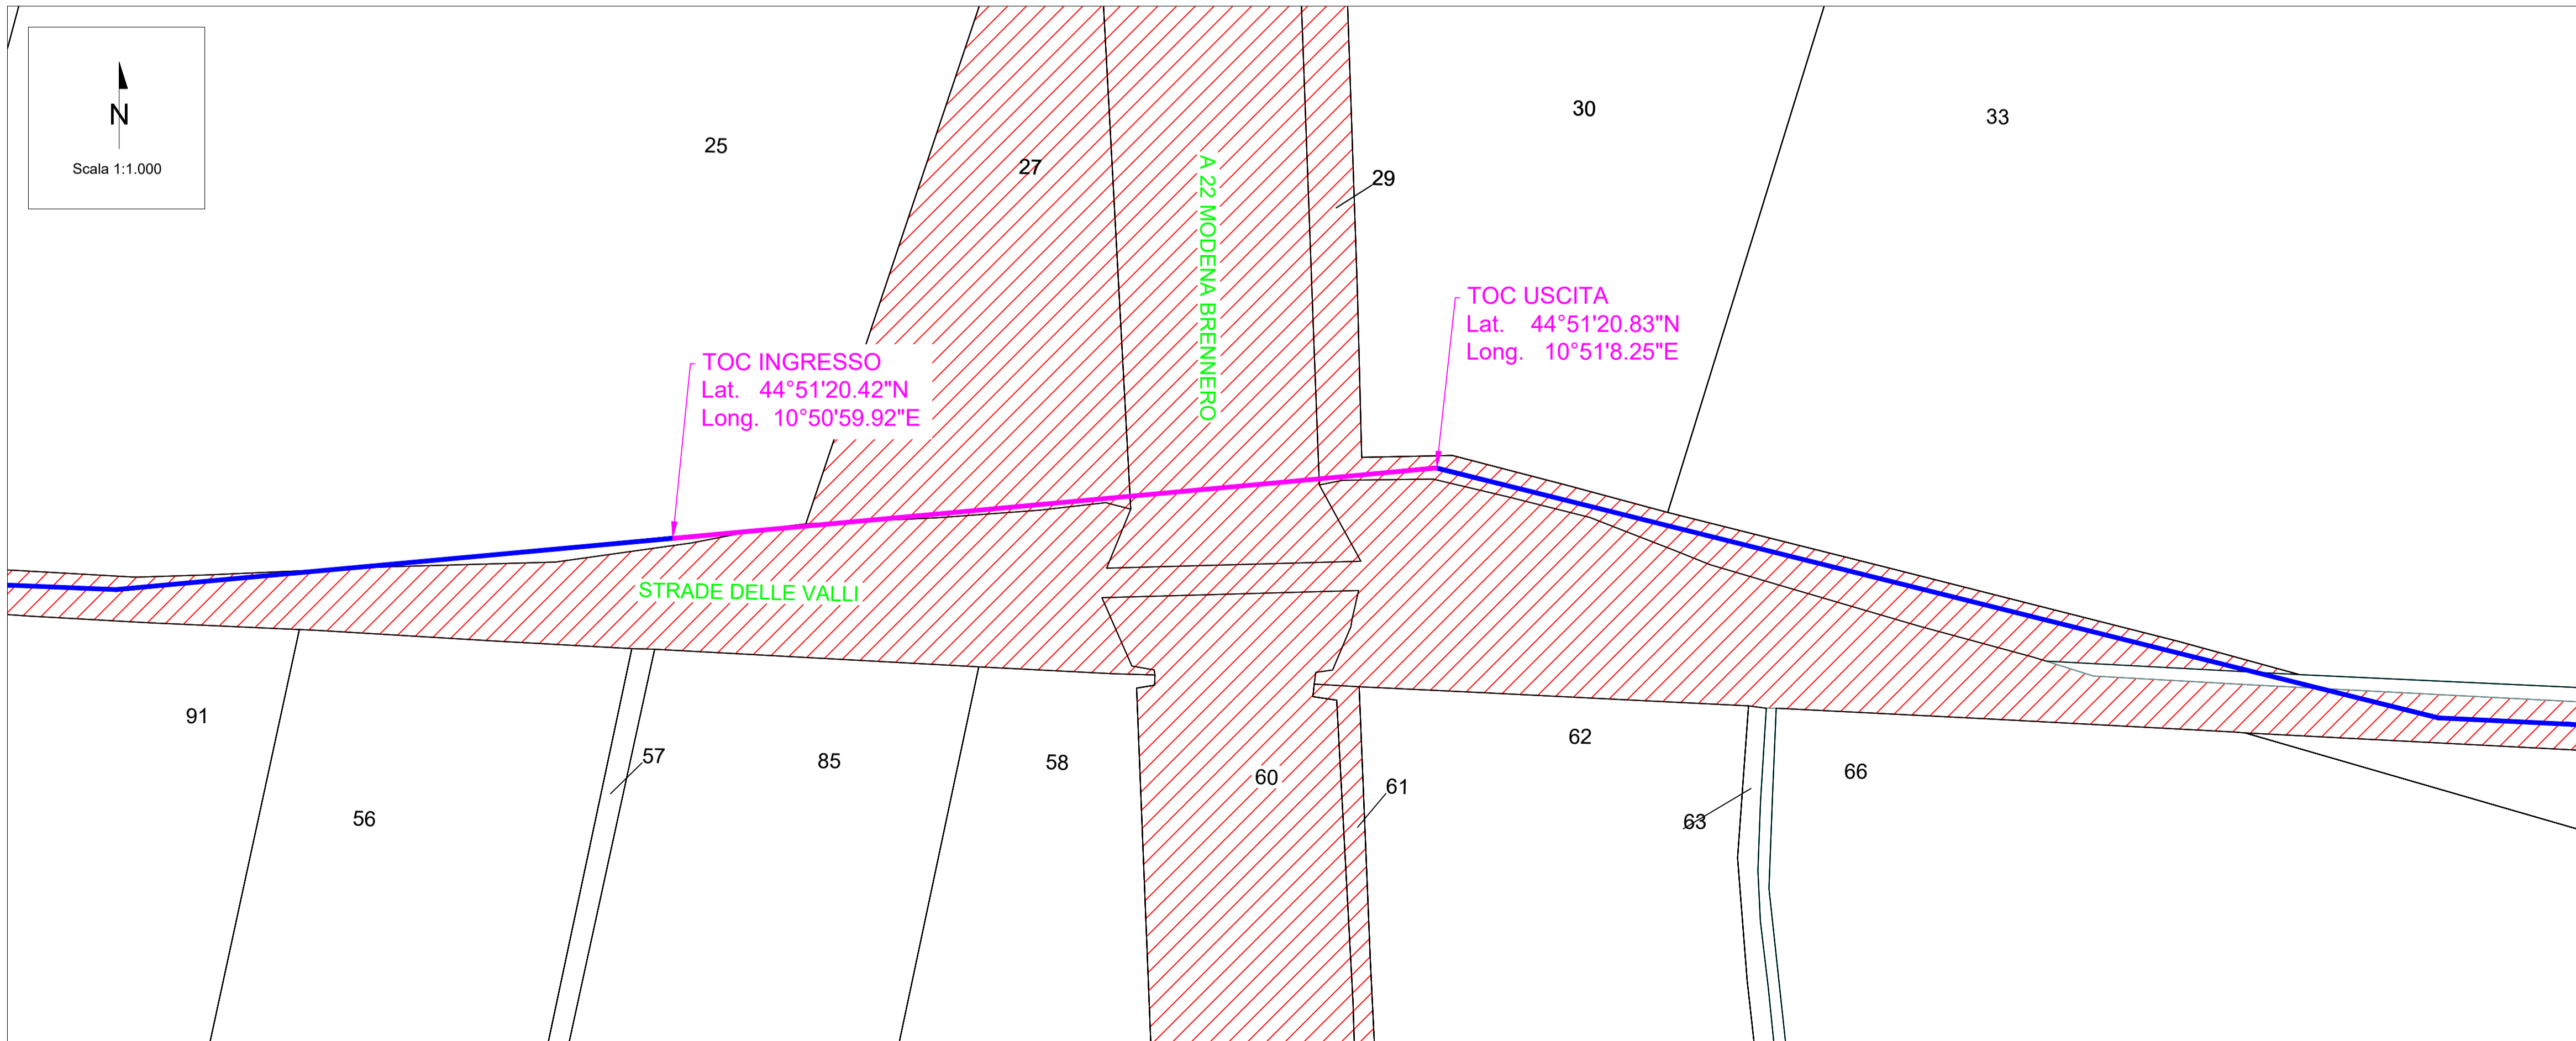 N
Scala 1:1.000
25
27
A 22 MODENA BRENNERO
29
30
33
TOC INGRESSO
Lat. 44°51'20.42"N
Long. 10°50'59.92"E
TOC USCITA
Lat. 44°51'20.83"N
Long. 10°51'8.25"E
STRADE DELLE VALLI
91
56
57
85
58
60
61
62
63
66